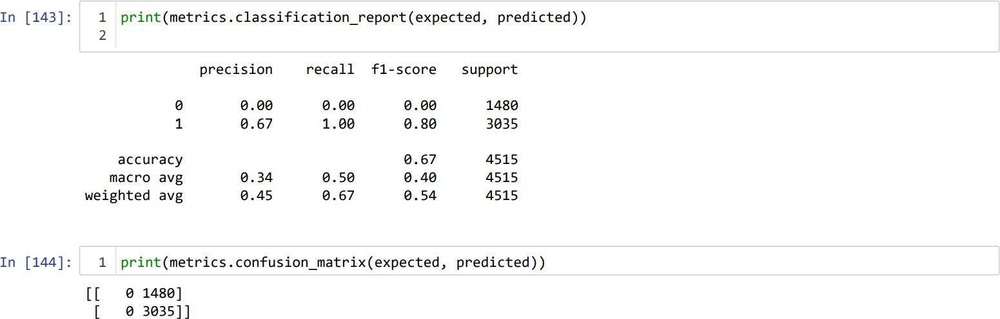 In [143]: 1 print(metrics.classification_report(expected, predicted))
2
precision recall f1-score support
0 0.00 0.00 0.00 1480
1 0.67 1.00 0.80 3035
accuracy 0.67 4515
macro avg 0.34 0.50 0.40 4515
weighted avg 0.45 0.67 0.54 4515
In [144]: 1 print(metrics.confusion_matrix(expected, predicted))
[[ 0 1480]
[ 0 3035]]